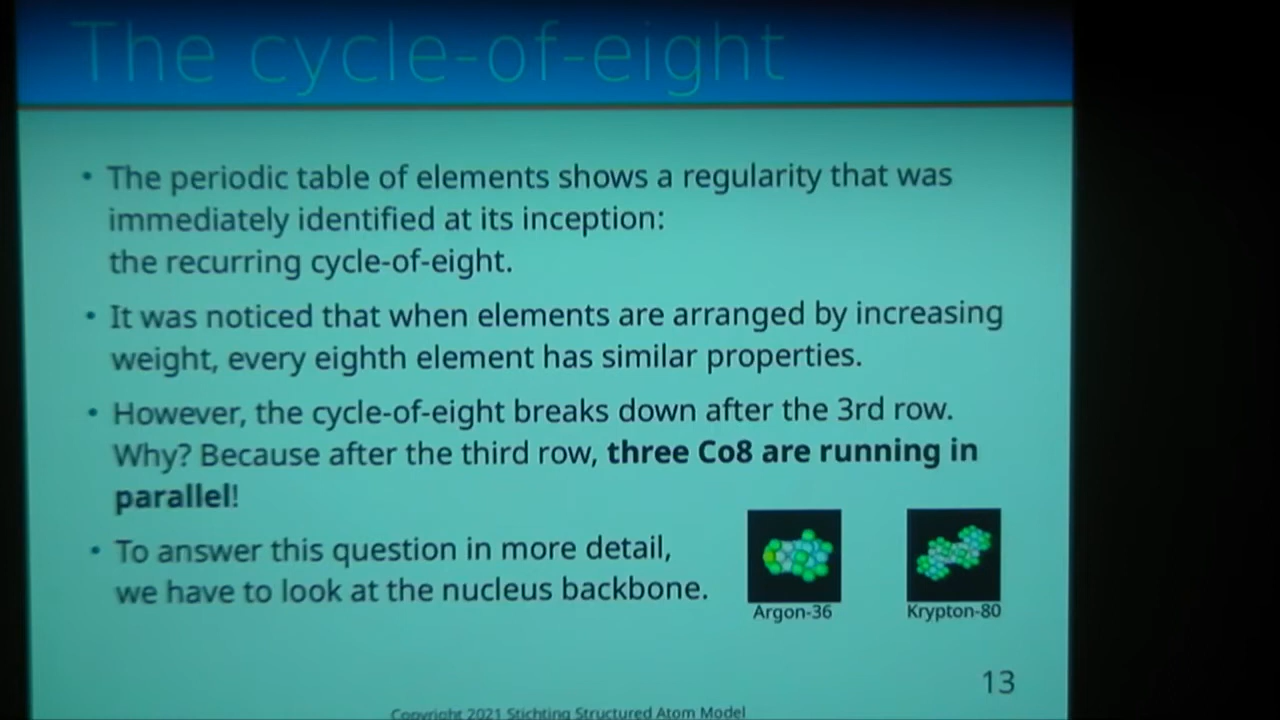 The cycle-of-eight
• The periodic table of elements shows a regularity that was
immediately identified at its inception:
the recurring cycle-of-eight.
• It was noticed that when elements are arranged by increasing
weight, every eighth element has similar properties.
• However, the cycle-of-eight breaks down after the 3rd row.
Why? Because after the third row, three Co8 are running in
parallel!
• To answer this question in more detail,
we have to look at the nucleus backbone.
Argon-36
Krypton-80
13
Copyright 2021 Stichting Structured Atom Model